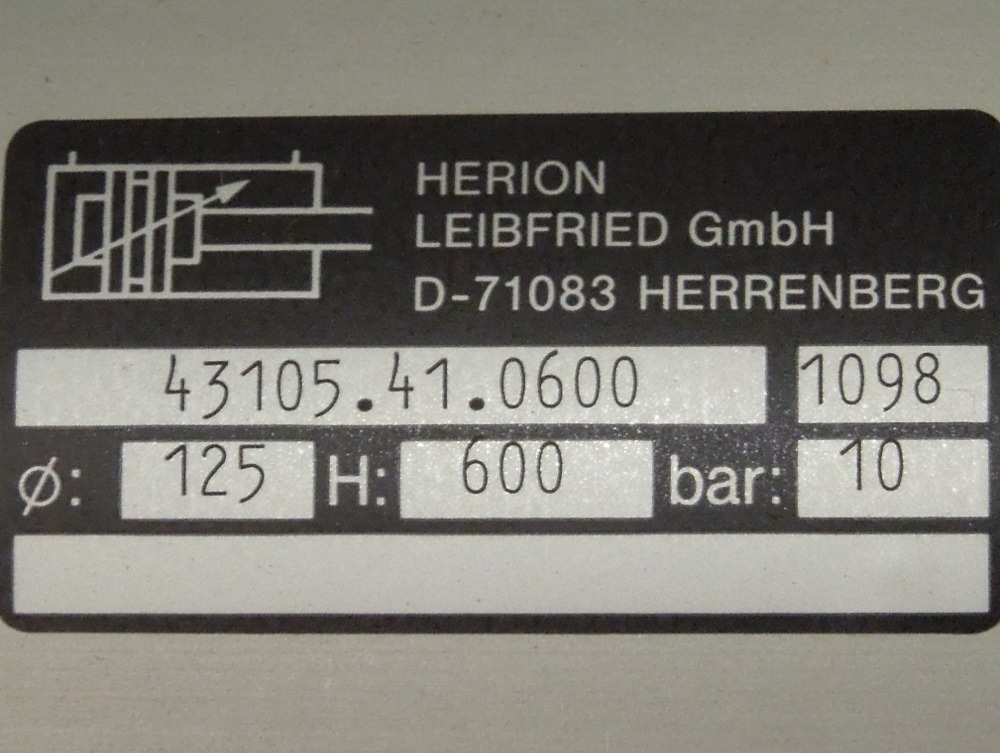 HERION
LEIBFRIED GmbH
D-71083 HERRENBERG
43105.41.0600 1098
Ø: 125 H: 600 bar: 10